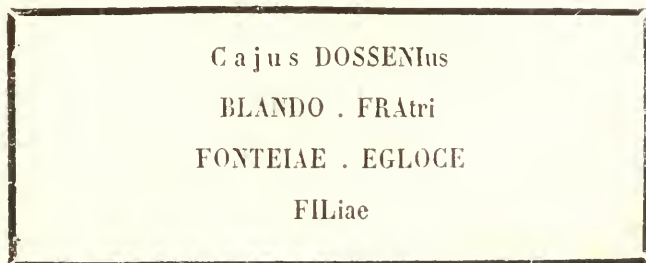 Cajus DOSSENIus
BLANDO . FRAtri
FONTEIAE . EGLOCE
FILiae